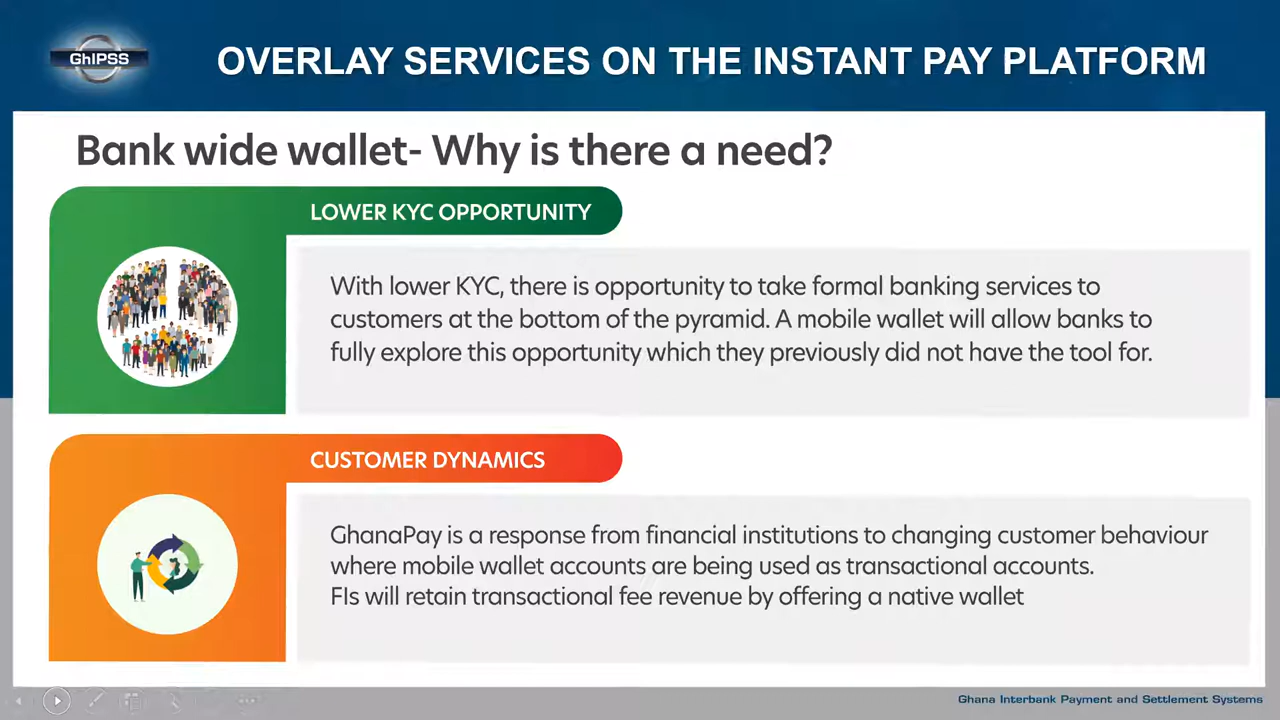 GhIPSS
OVERLAY SERVICES ON THE INSTANT PAY PLATFORM
Bank wide wallet- Why is there a need?
LOWER KYC OPPORTUNITY
With lower KYC, there is opportunity to take formal banking services to
customers at the bottom of the pyramid. A mobile wallet will allow banks to
fully explore this opportunity which they previously did not have the tool for.
CUSTOMER DYNAMICS
GhanaPay is a response from financial institutions to changing customer behaviour
where mobile wallet accounts are being used as transactional accounts.
FIs will retain transactional fee revenue by offering a native wallet
Ghana Interbank Payment and Settlement Systems